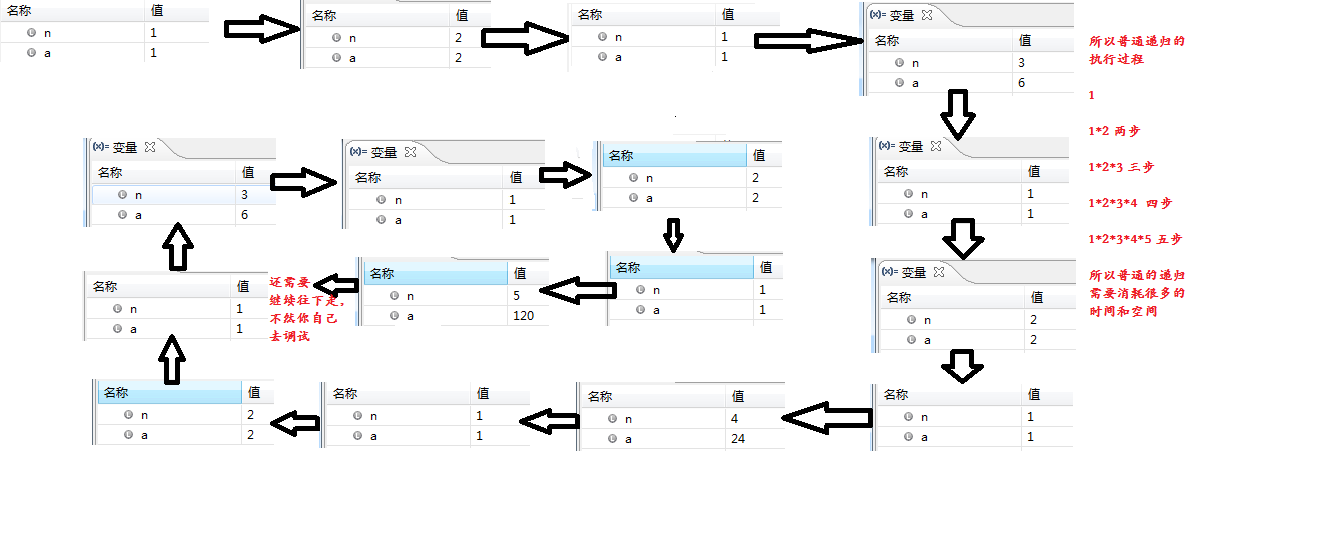 名称 值
n 1
a 1
名称 值
n 2
a 2
名称 值
n 1
a 1
(x)= 变量
名称 值
n 3
a 6
所以普通递归的
执行过程
1
1*2 两步
1*2*3 三步
1*2*3*4 四步
1*2*3*4*5 五步
所以普通的递归
需要消耗很多的
时间和空间
(x)= 变量
名称 值
n 3
a 6
(x)= 变量
名称 值
n 1
a 1
名称 值
n 2
a 2
(x)= 变量
名称 值
n 1
a 1
名称 值
n 1
a 1
还需要
继续往下走,
不然你自己
去调试
名称 值
n 5
a 120
名称 值
n 1
a 1
(x)= 变量
名称 值
n 2
a 2
名称 值
n 2
a 2
名称 值
n 1
a 1
名称 值
n 4
a 24
名称 值
n 1
a 1